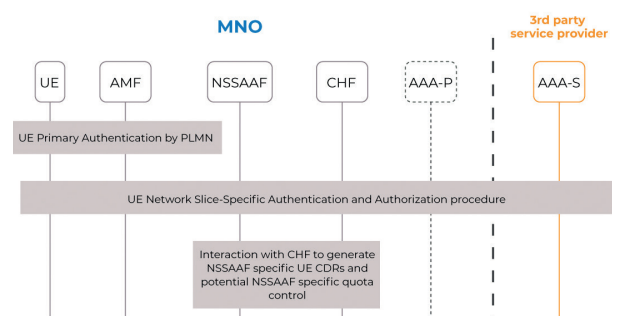 MNO
3rd party
service provider
UE
AMF
NSSAAF
CHF
AAA-P
AAA-S
UE Primary Authentication by PLMN
UE Network Slice-Specific Authentication and Authorization procedure
Interaction with CHF to generate
NSSAAF specific UE CDRs and
potential NSSAAF specific quota
control